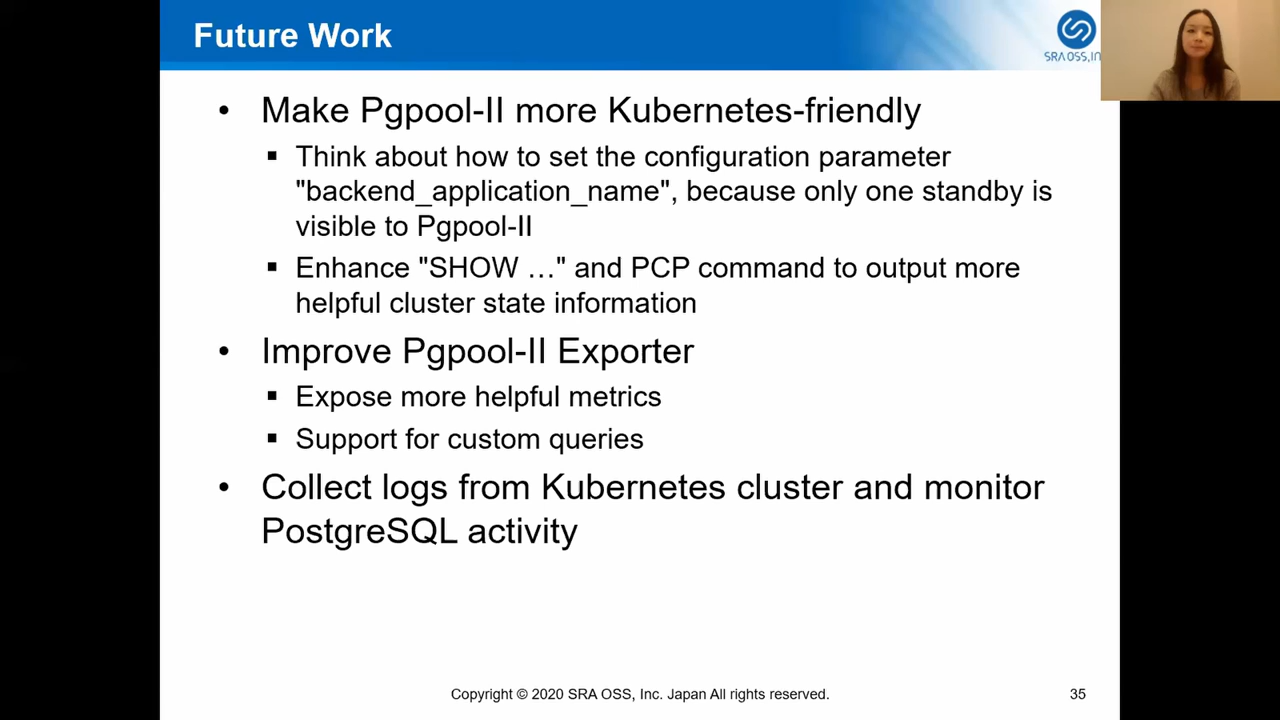 Future Work
SRA OSS, In
• Make Pgpool-II more Kubernetes-friendly
▪ Think about how to set the configuration parameter
"backend_application_name", because only one standby is
visible to Pgpool-II
▪ Enhance "SHOW …" and PCP command to output more
helpful cluster state information
• Improve Pgpool-II Exporter
▪ Expose more helpful metrics
▪ Support for custom queries
• Collect logs from Kubernetes cluster and monitor
PostgreSQL activity
Copyright © 2020 SRA OSS, Inc. Japan All rights reserved.
35